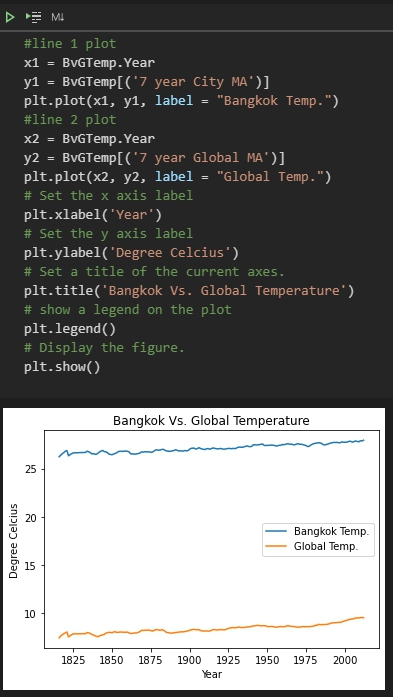 M↓
#line 1 plot
x1 = BvGTemp.Year
y1 = BvGTemp[('7 year City MA')]
plt.plot(x1, y1, label = "Bangkok Temp.")
#line 2 plot
x2 = BvGTemp.Year
y2 = BvGTemp[('7 year Global MA')]
plt.plot(x2, y2, label = "Global Temp.")
# Set the x axis label
plt.xlabel('Year')
# Set the y axis label
plt.ylabel('Degree Celcius')
# Set a title of the current axes.
plt.title('Bangkok Vs. Global Temperature')
# show a legend on the plot
plt.legend()
# Display the figure.
plt.show()
Bangkok Vs. Global Temperature
25
20
15
10
Degree Celcius
Bangkok Temp.
Global Temp.
1825 1850 1875 1900 1925 1950 1975 2000
Year